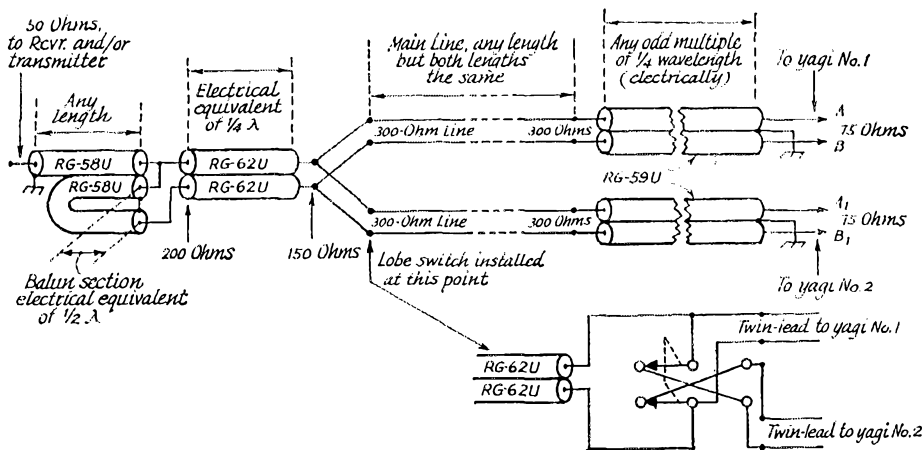 50 Ohms,
to Rcvr. and/or
transmitter
Any
length
Electrical
equivalent
of 1/4 λ
Main Line, any length
but both lengths
the same
Any odd multiple
of 1/4 wavelength
(electrically)
To yagi No.1
RG-58U
RG-58U
RG-62U
RG-62U
300-Ohm Line
300 Ohms
A
75 Ohms
B
RG-59U
300-Ohm Line
300 Ohms
A1
75 Ohms
B1
200 Ohms
150 Ohms
Balun section
electrical equivalent
of 1/2 λ
Lobe switch installed
at this point
To yagi No.2
RG-62U
RG-62U
Twin-lead to yagi No.1
Twin-lead to yagi No.2